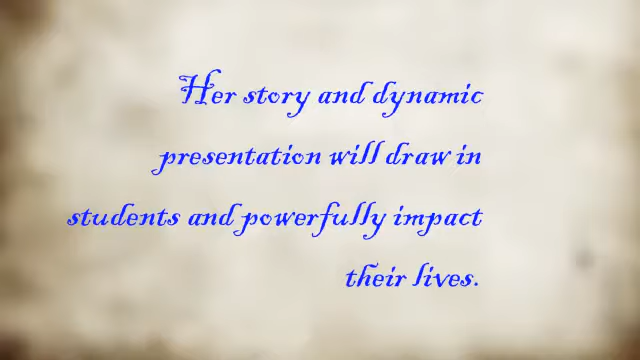 Her story and dynamic
presentation will draw in
students and powerfully impact
their lives.